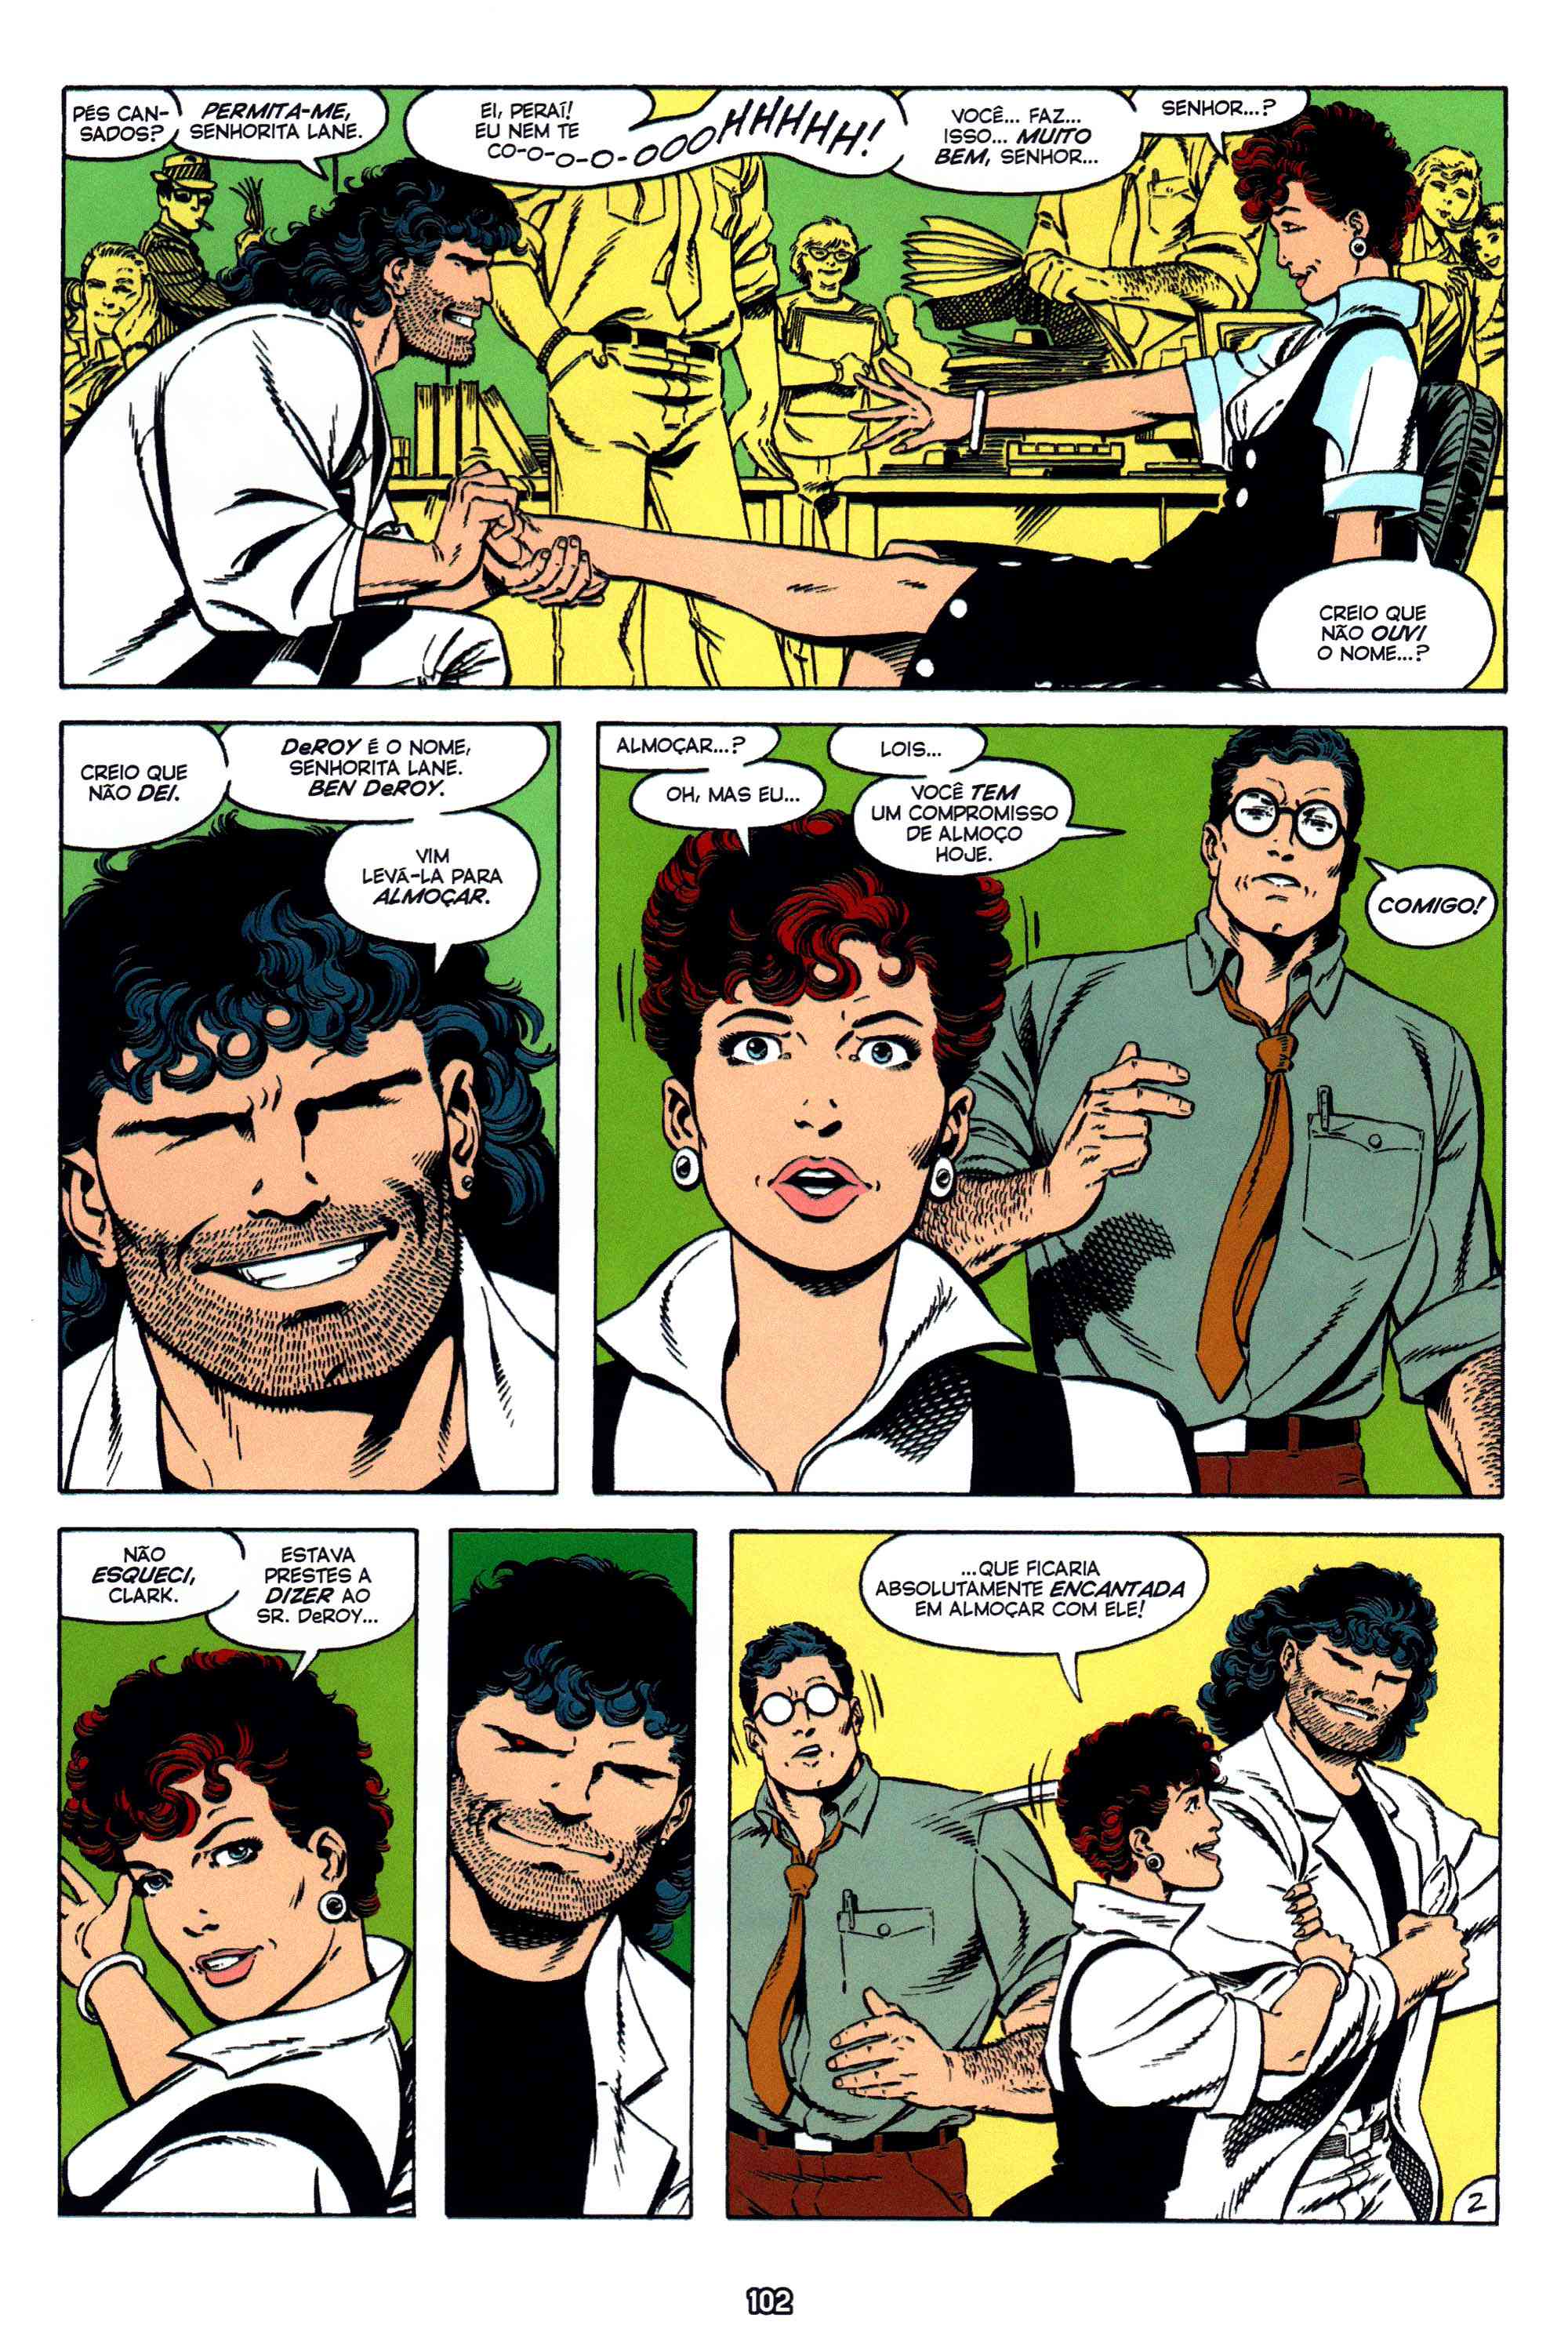 PÉS CAN-
SADOS?
PERMITA-ME,
SENHORITA LANE.
EI, PERAÍ!
EU NEM TE
CO-O-O-O-OOOHHHHHH!
VOCÊ... FAZ...
ISSO... MUITO
BEM, SENHOR...
SENHOR...?
CREIO QUE
NÃO OUVI
O NOME...?
CREIO QUE
NÃO DEI.
DeROY É O NOME,
SENHORITA LANE.
BEN DeROY.
VIM
LEVÁ-LA PARA
ALMOÇAR.
ALMOÇAR...?
OH, MAS EU...
LOIS...
VOCÊ TEM
UM COMPROMISSO
DE ALMOÇO
HOJE.
COMIGO!
NÃO
ESQUECI,
CLARK.
ESTAVA
PRESTES A
DIZER AO
SR. DeROY...
...QUE FICARIA
ABSOLUTAMENTE ENCANTADA
EM ALMOÇAR COM ELE!
2
102